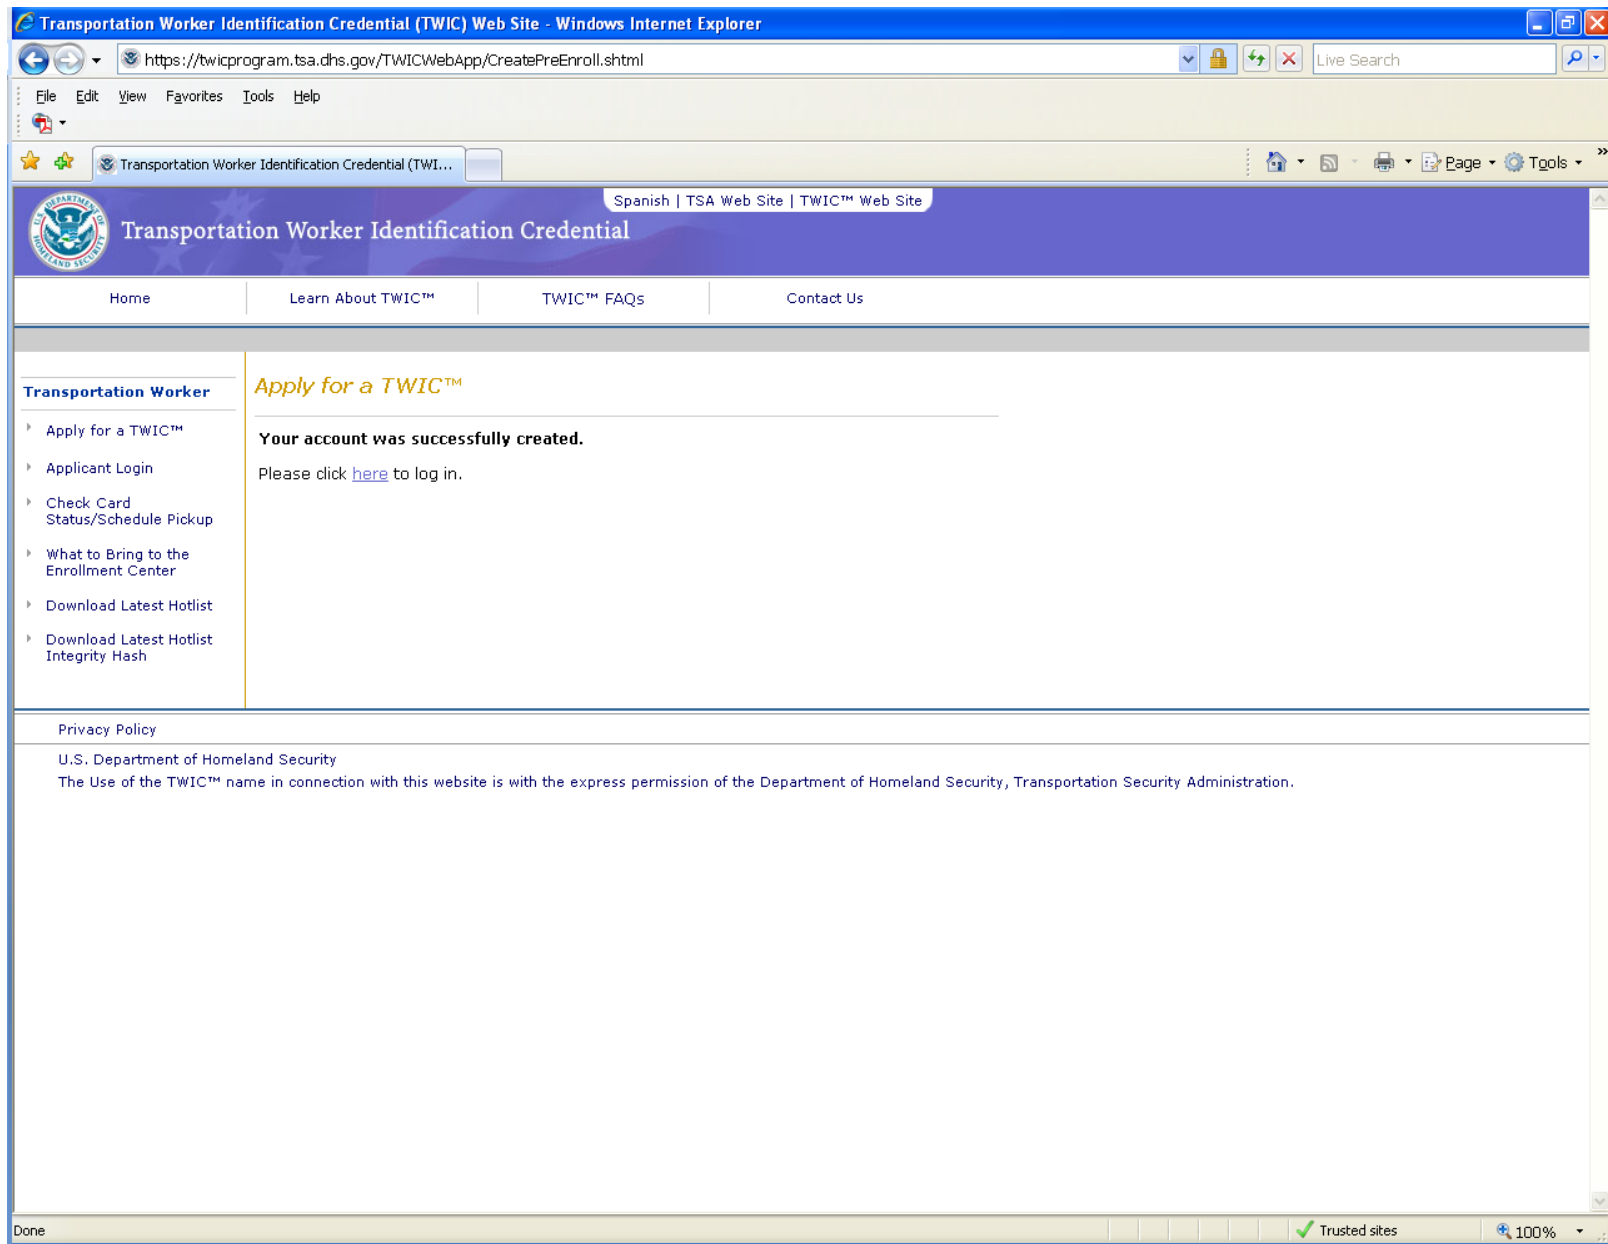 Transportation Worker Identification Credential (TWIC) Web Site - Windows Internet Explorer
https://twicprogram.tsa.dhs.gov/TWICWebApp/CreatePreEnroll.shtml
Live Search
File Edit View Favorites Tools Help
Transportation Worker Identification Credential (TWI...
Page Tools »
Spanish | TSA Web Site | TWIC™ Web Site
U.S. DEPARTMENT OF HOMELAND SECURITY
Transportation Worker Identification Credential
Home Learn About TWIC™ TWIC™ FAQs Contact Us
Transportation Worker
Apply for a TWIC™
Applicant Login
Check Card
Status/Schedule Pickup
What to Bring to the
Enrollment Center
Download Latest Hotlist
Download Latest Hotlist
Integrity Hash
Apply for a TWIC™
Your account was successfully created.
Please click here to log in.
Privacy Policy
U.S. Department of Homeland Security
The Use of the TWIC™ name in connection with this website is with the express permission of the Department of Homeland Security, Transportation Security Administration.
Done Trusted sites 100%